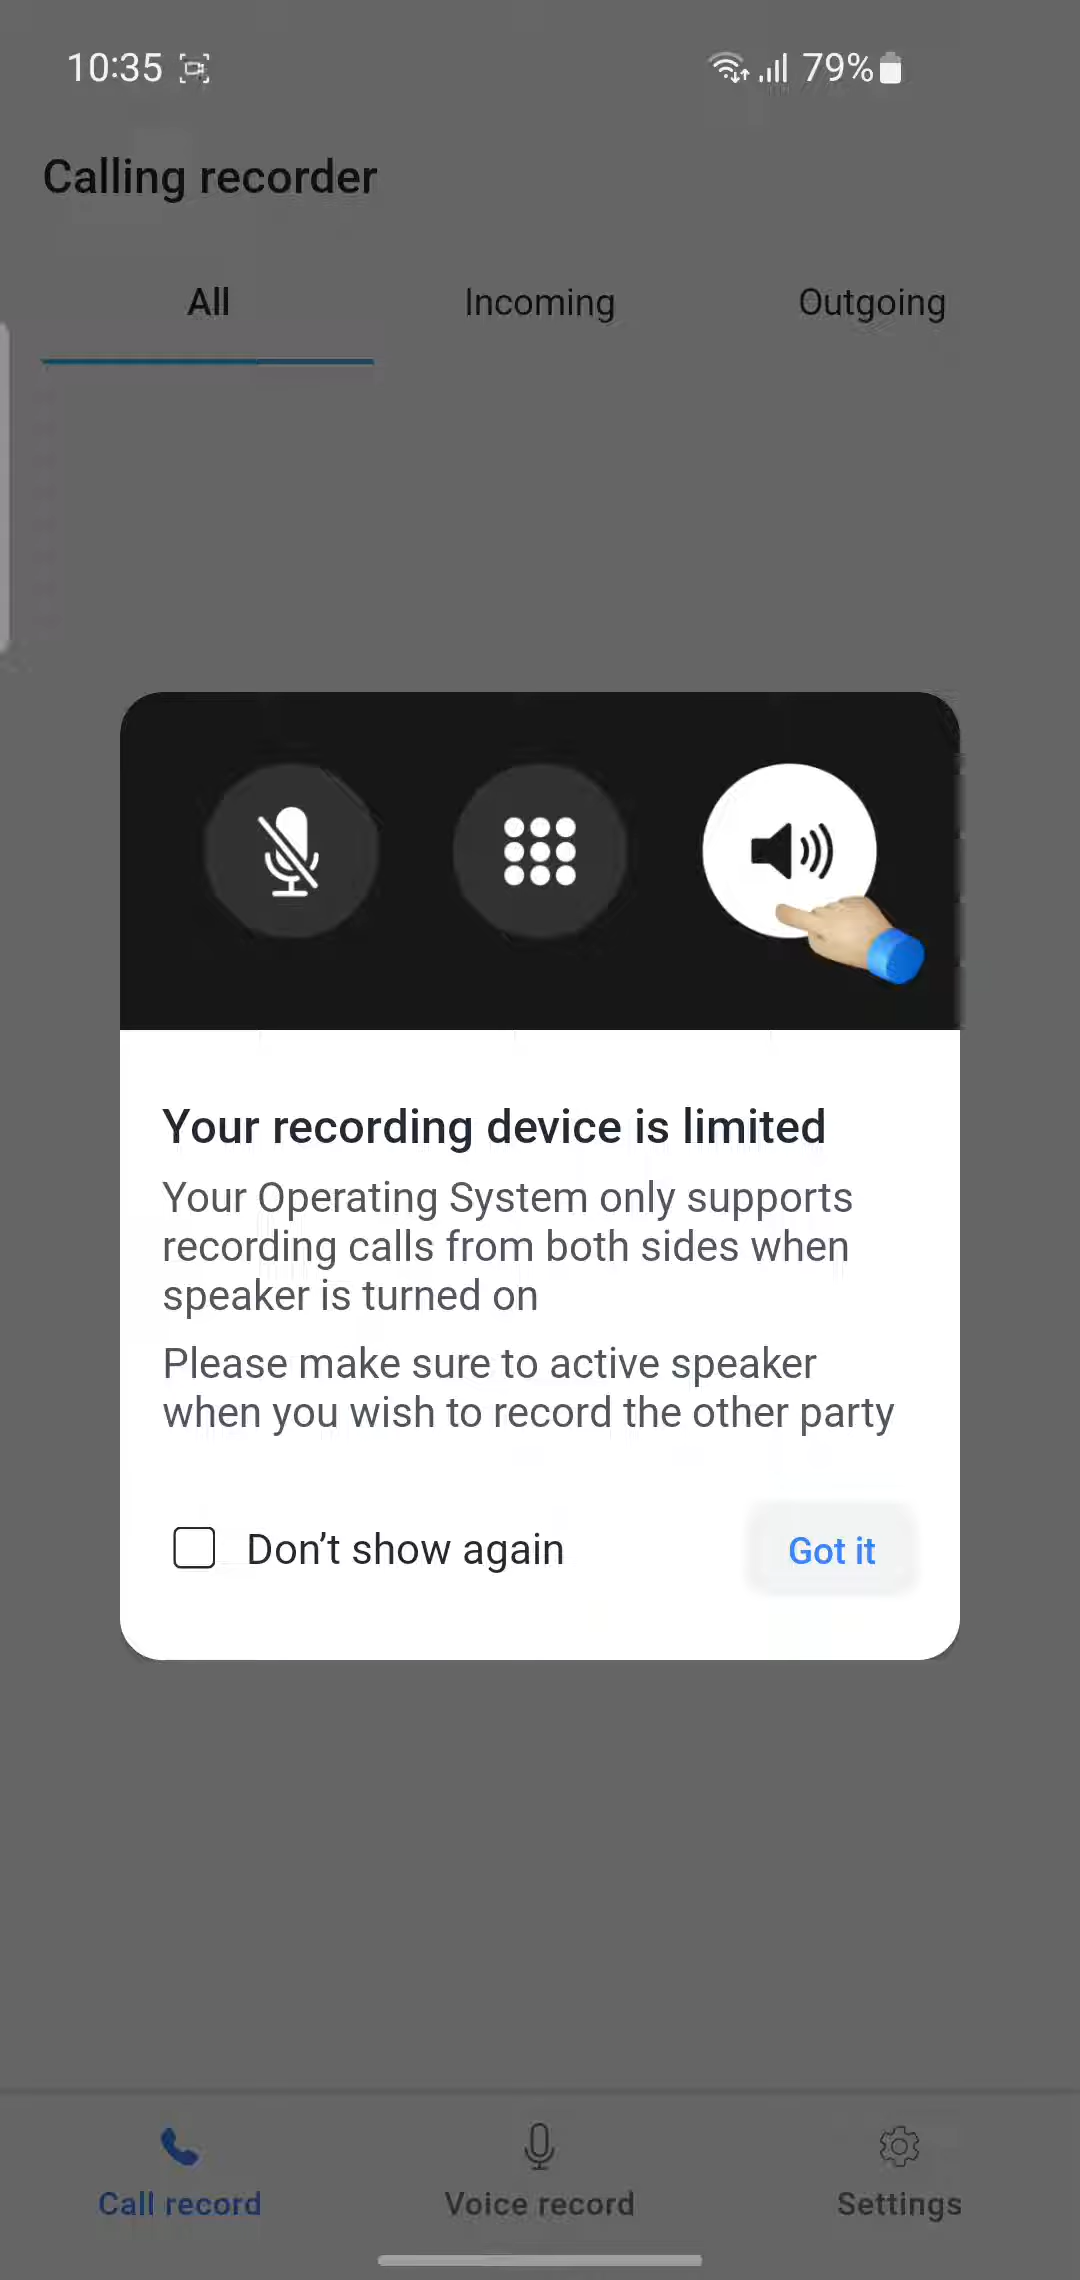 10:35
79%
Calling recorder
All
Incoming
Outgoing
Your recording device is limited
Your Operating System only supports
recording calls from both sides when
speaker is turned on
Please make sure to active speaker
when you wish to record the other party
Don’t show again
Got it
Call record
Voice record
Settings